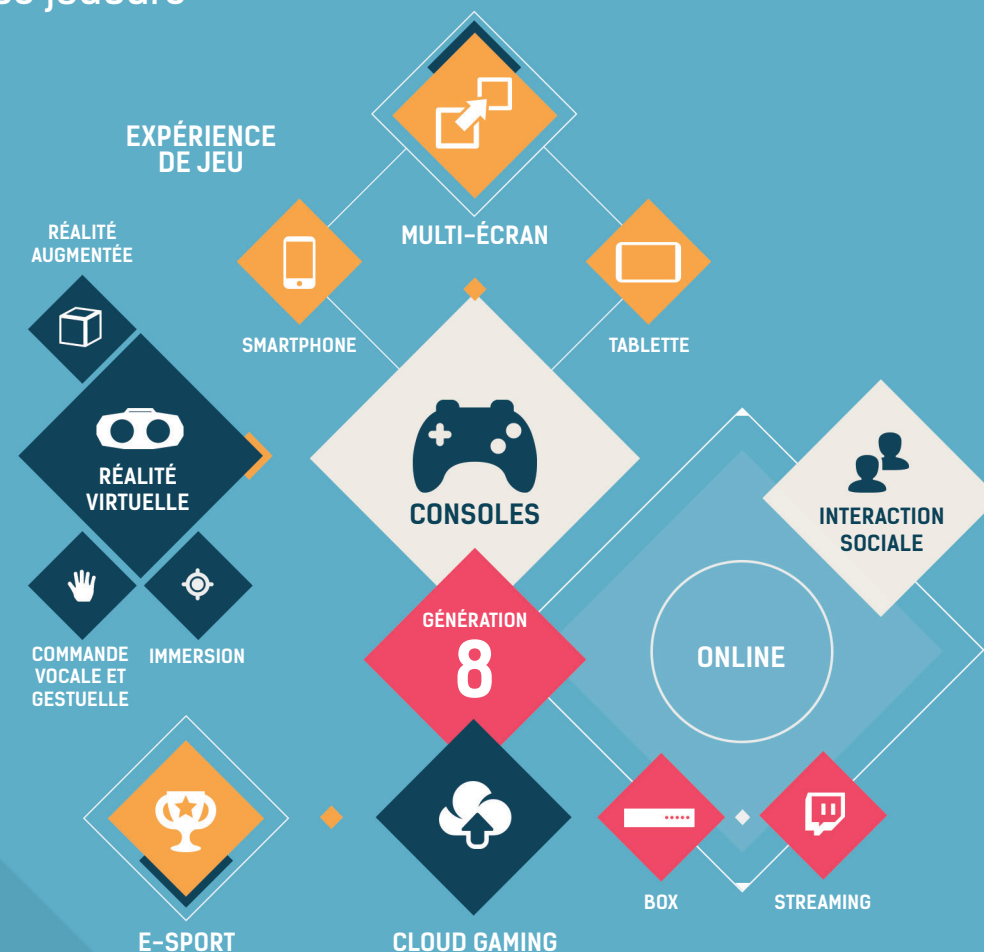 joueurs
EXPÉRIENCE
DE JEU
MULTI-ÉCRAN
RÉALITÉ
AUGMENTÉE
SMARTPHONE
TABLETTE
RÉALITÉ
VIRTUELLE
CONSOLES
INTERACTION
SOCIALE
GÉNÉRATION
8
ONLINE
COMMANDE
VOCALE ET
GESTUELLE
IMMERSION
BOX
STREAMING
E-SPORT
CLOUD GAMING